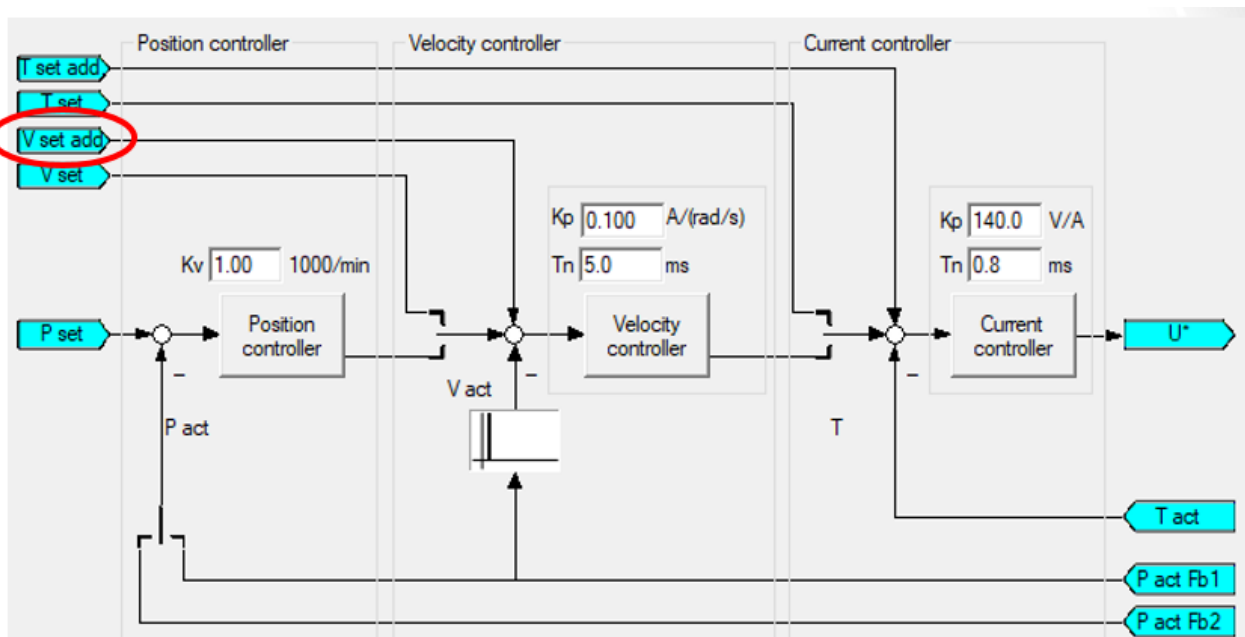 Position controller
Velocity controller
Current controller
T set add
T set
V set add
V set
Kp 0.100 A/(rad/s)
Kp 140.0 V/A
Kv 1.00 1000/min
Tn 5.0 ms
Tn 0.8 ms
P set
Position
controller
Velocity
controller
Current
controller
U*
–
–
–
V act
P act
T
T act
P act Fb1
P act Fb2